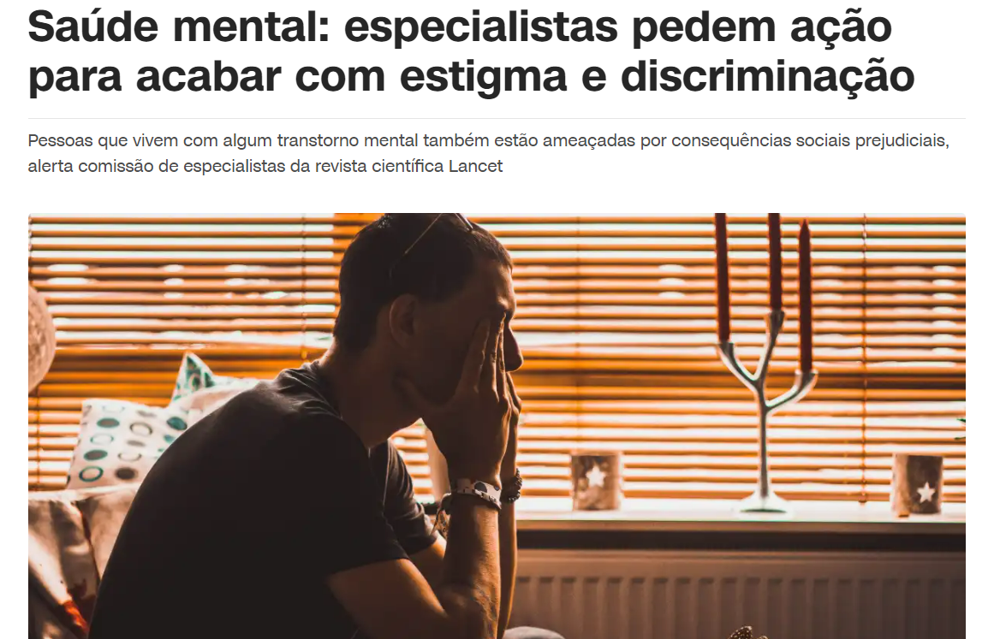 Saúde mental: especialistas pedem ação
para acabar com estigma e discriminação
Pessoas que vivem com algum transtorno mental também estão ameaçadas por consequências sociais prejudiciais,
alerta comissão de especialistas da revista científica Lancet